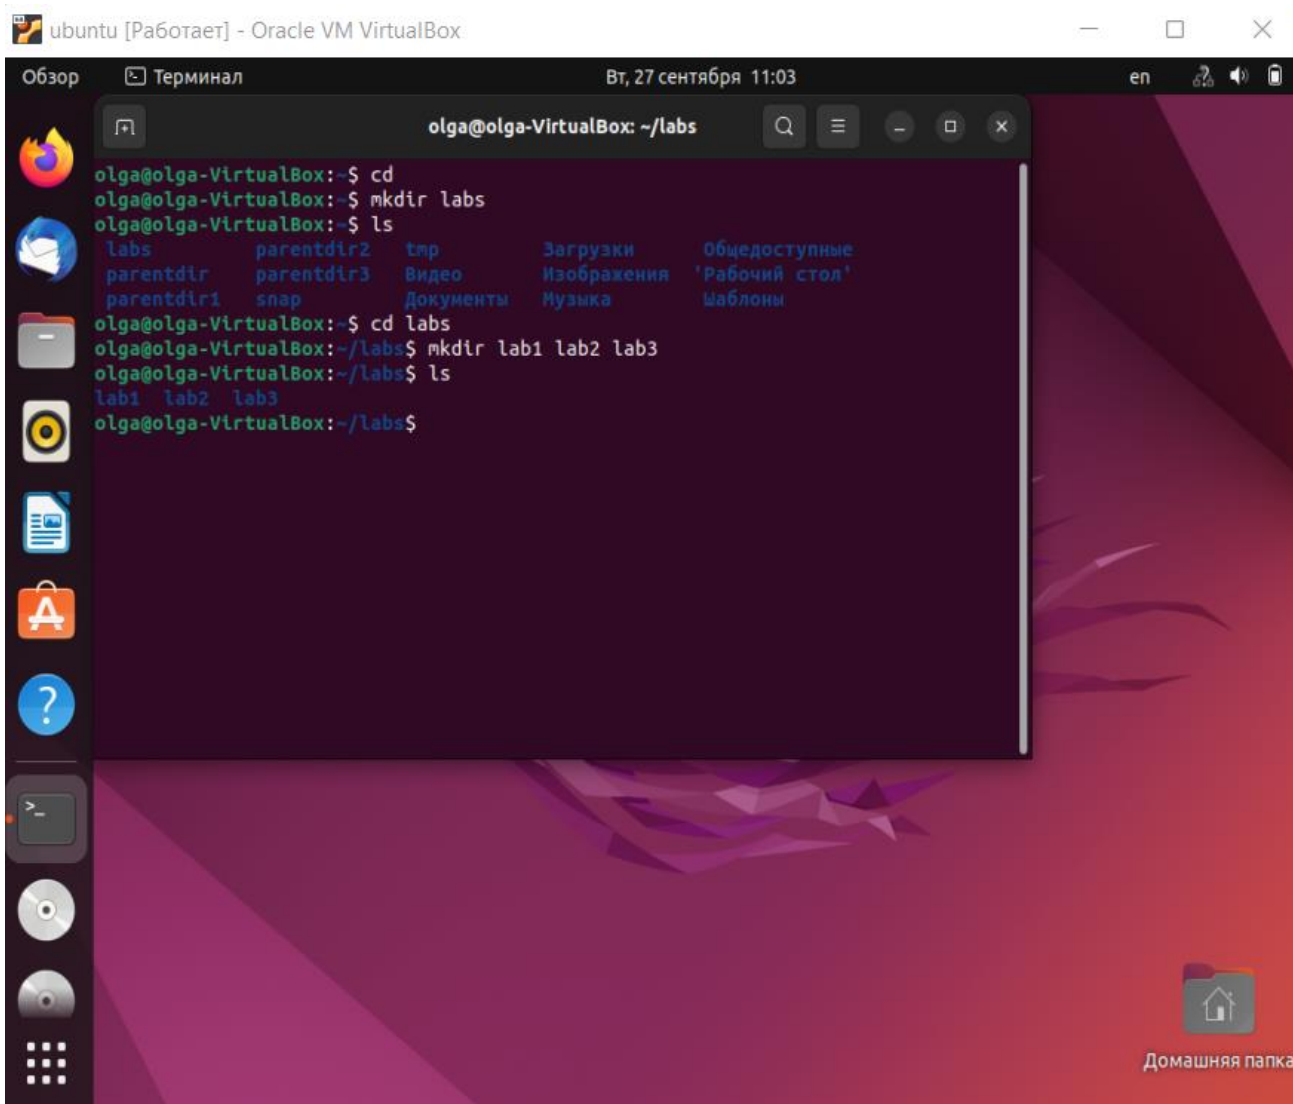 ubuntu [Работает] - Oracle VM VirtualBox
Обзор Терминал Вт, 27 сентября 11:03 en
olga@olga-VirtualBox: ~/labs
olga@olga-VirtualBox:~$ cd
olga@olga-VirtualBox:~$ mkdir labs
olga@olga-VirtualBox:~$ ls
labs parentdir2 tmp Загрузки Общедоступные
parentdir parentdir3 Видео Изображения 'Рабочий стол'
parentdir1 snap Документы Музыка Шаблоны
olga@olga-VirtualBox:~$ cd labs
olga@olga-VirtualBox:~/labs$ mkdir lab1 lab2 lab3
olga@olga-VirtualBox:~/labs$ ls
lab1 lab2 lab3
olga@olga-VirtualBox:~/labs$
Домашняя папка